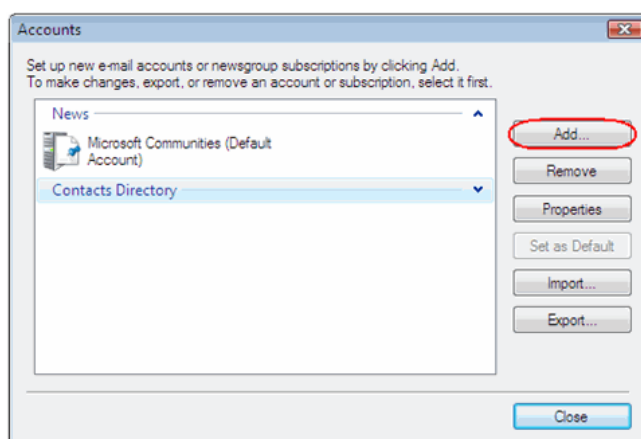 Accounts
Set up new e-mail accounts or newsgroup subscriptions by clicking Add.
To make changes, export, or remove an account or subscription, select it first.
News
Microsoft Communities (Default
Account)
Contacts Directory
Add...
Remove
Properties
Set as Default
Import...
Export...
Close